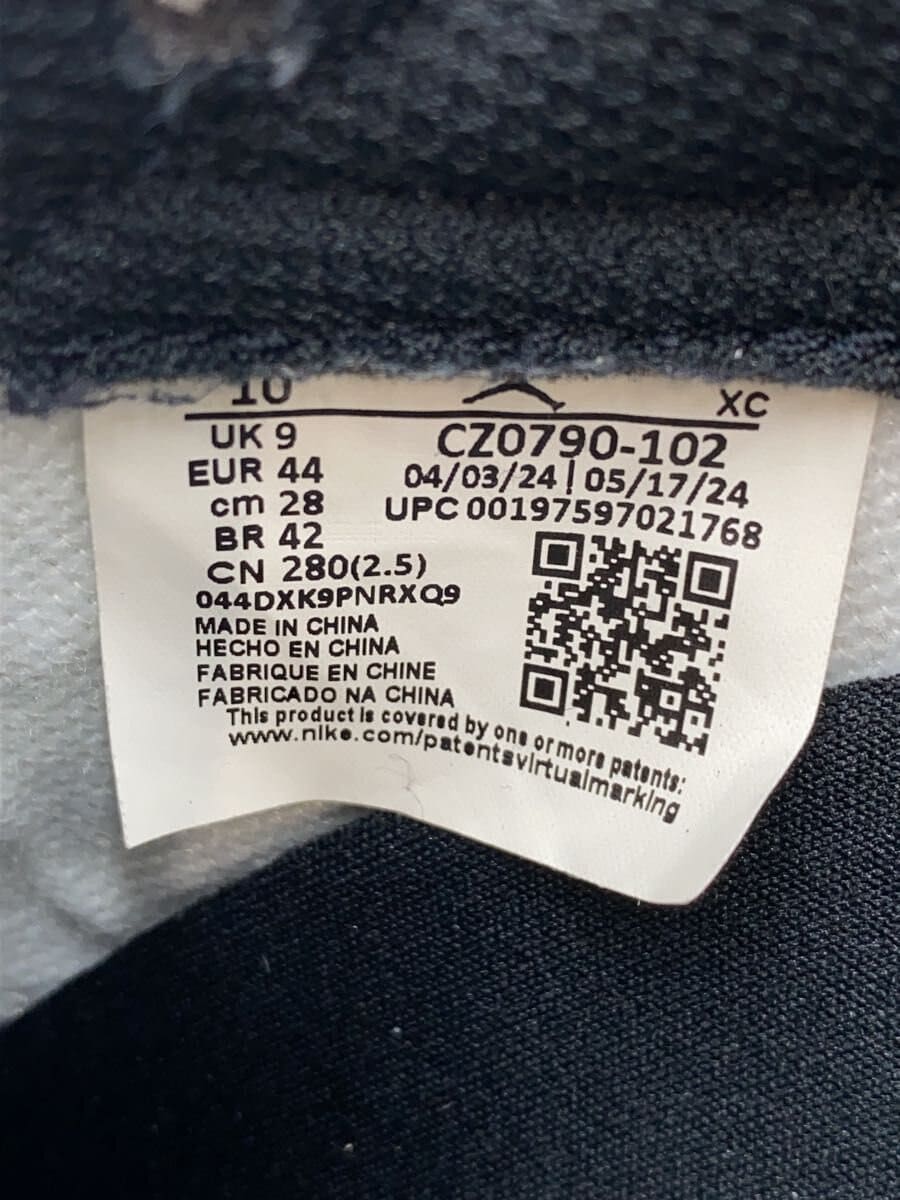 10
XC
UK 9
CZ0790-102
EUR 44
04/03/24 | 05/17/24
cm 28
UPC 00197597021768
BR 42
CN 280(2.5)
044DXK9PNRXQ9
MADE IN CHINA
HECHO EN CHINA
FABRIQUE EN CHINE
FABRICADO NA CHINA
This product is covered by one or more patents:
www.nike.com/patentsvirtualmarking